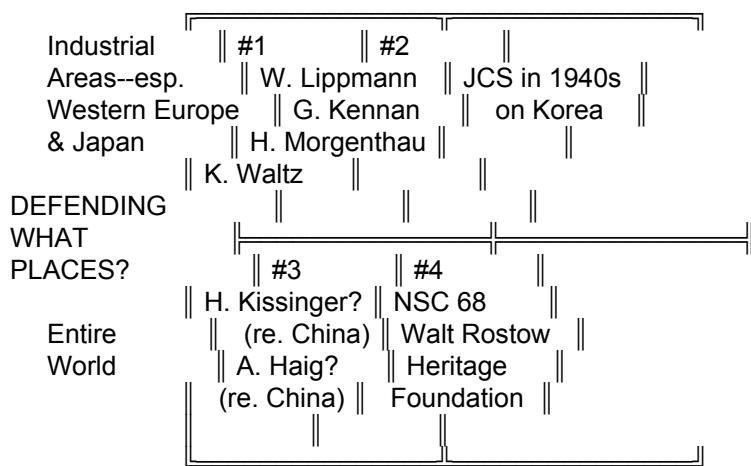 ╔══════════════╦══════════════╗
Industrial ║ #1 ║ #2 ║
Areas--esp. ║ W. Lippmann ║ JCS in 1940s ║
Western Europe ║ G. Kennan ║ on Korea ║
& Japan ║ H. Morgenthau ║ ║
║ K. Waltz ║ ║
DEFENDING ║ ║ ║
WHAT ╠══════════════╬══════════════╣
PLACES? ║ #3 ║ #4 ║
║ H. Kissinger? ║ NSC 68 ║
Entire ║ (re. China) ║ Walt Rostow ║
World ║ A. Haig? ║ Heritage ║
║ (re. China) ║ Foundation ║
║ ║ ║
╚══════════════╩══════════════╝